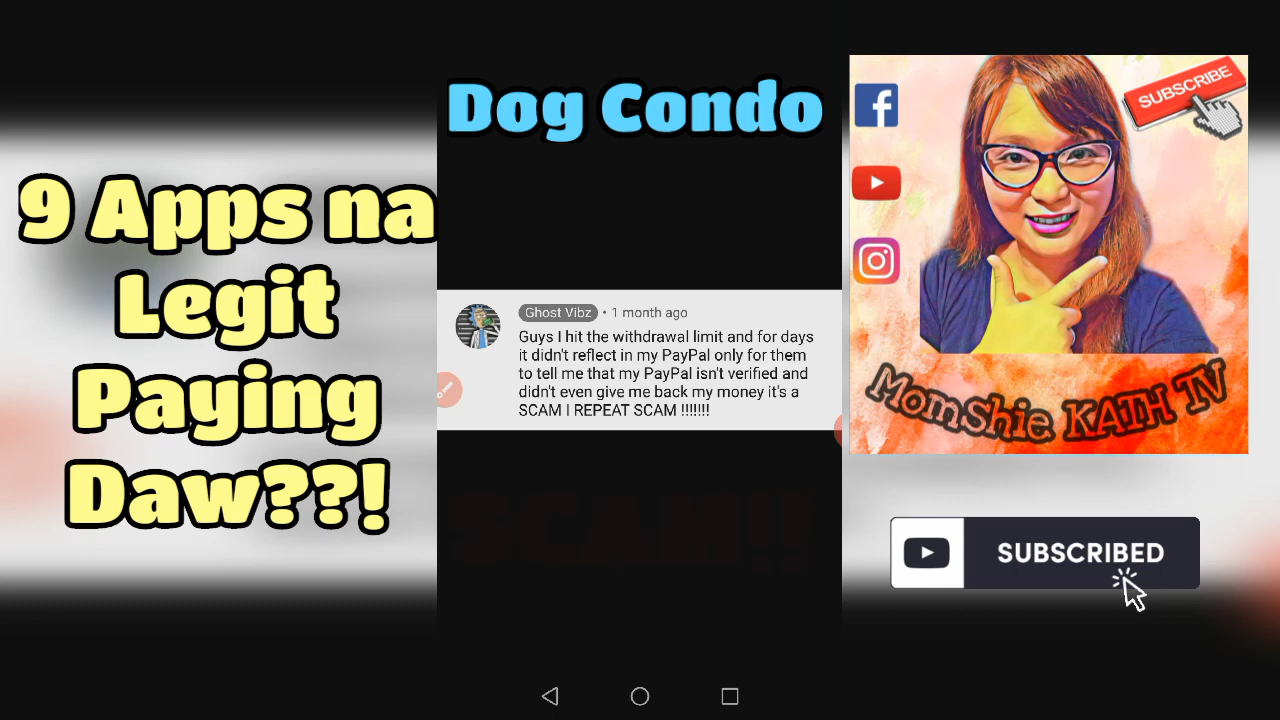 9 Apps na
Legit
Paying
Daw??!
Dog Condo
Ghost Vibz • 1 month ago
Guys I hit the withdrawal limit and for days
it didn't reflect in my PayPal only for them
to tell me that my PayPal isn't verified and
didn't even give me back my money it's a
SCAM I REPEAT SCAM !!!!!!!
SCAM!!
SUBSCRIBE
MomShie KATH TV
SUBSCRIBED